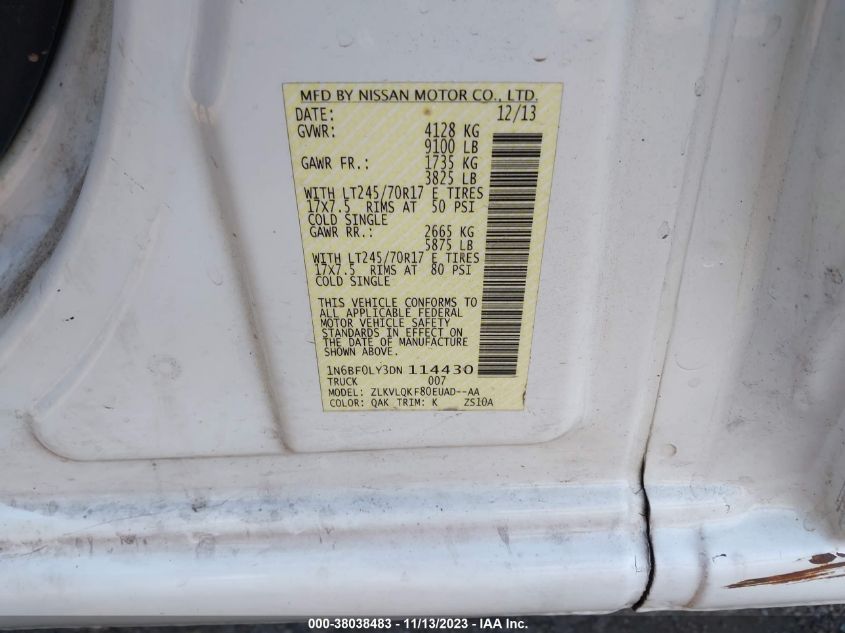 MFD BY NISSAN MOTOR CO., LTD.
DATE: 12/13
GVWR: 4128 KG
9100 LB
GAWR FR.: 1735 KG
3825 LB
WITH LT245/70R17 E TIRES
17X7.5 RIMS AT 50 PSI
COLD SINGLE
GAWR RR.: 2665 KG
5875 LB
WITH LT245/70R17 E TIRES
17X7.5 RIMS AT 80 PSI
COLD SINGLE
THIS VEHICLE CONFORMS TO
ALL APPLICABLE FEDERAL
MOTOR VEHICLE SAFETY
STANDARDS IN EFFECT ON
THE DATE OF MANUFACTURE
SHOWN ABOVE.
1N6BF0LY3DN 114430
TRUCK 007
MODEL: ZLKVLQKF80EUAD--AA
COLOR: QAK TRIM: K ZS10A
000-38038483 - 11/13/2023 - IAA Inc.